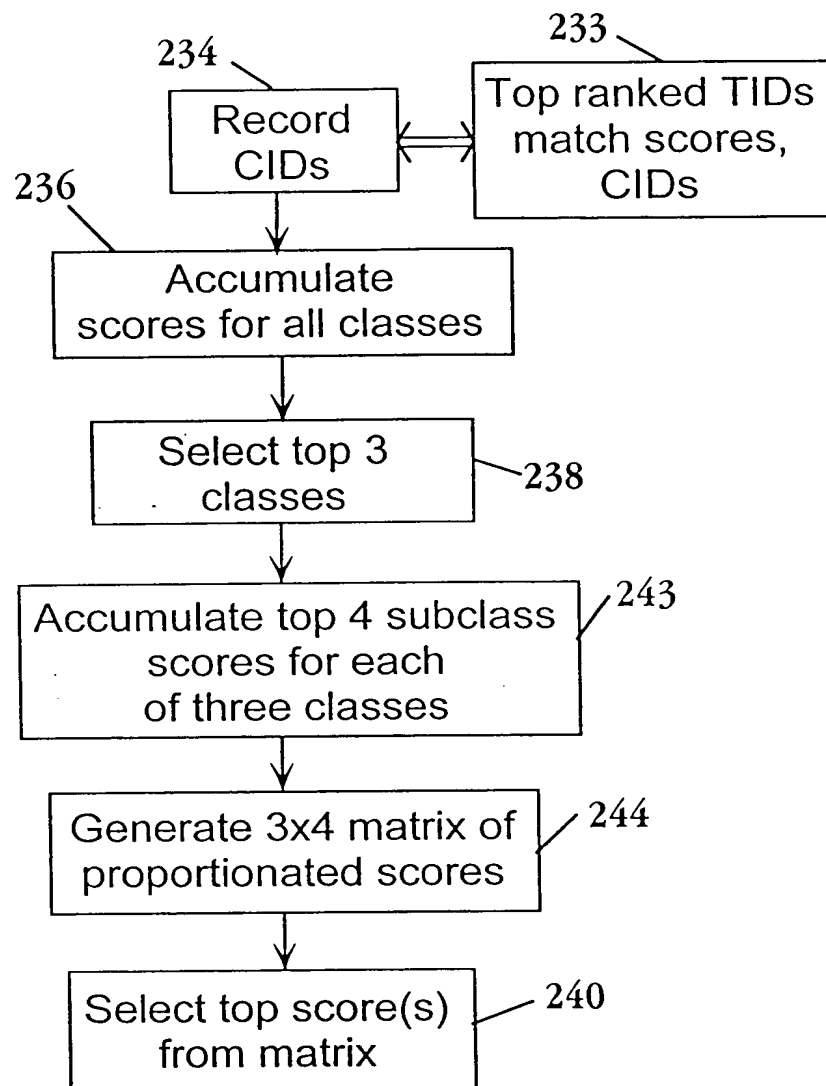 234
233
Record
CIDs
Top ranked TIDs
match scores,
CIDs
236
Accumulate
scores for all classes
Select top 3
classes
238
Accumulate top 4 subclass
scores for each
of three classes
243
Generate 3x4 matrix of
proportionated scores
244
Select top score(s)
from matrix
240